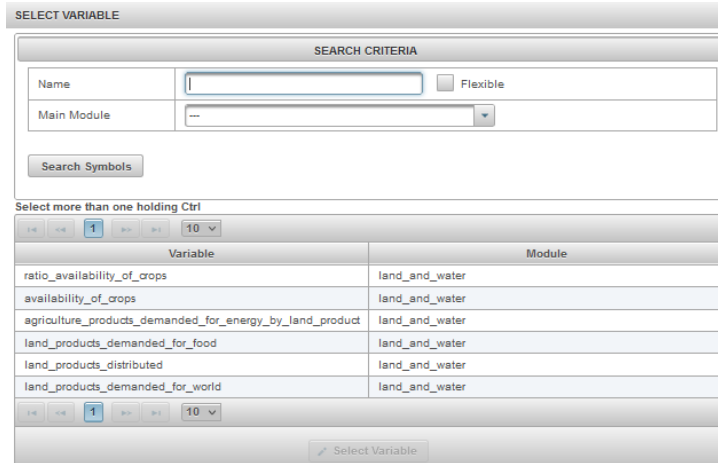 SELECT VARIABLE
SEARCH CRITERIA
Name Flexible
Main Module ---
Search Symbols
Select more than one holding Ctrl
1 10
Variable Module
ratio_availability_of_crops land_and_water
availability_of_crops land_and_water
agriculture_products_demanded_for_energy_by_land_product land_and_water
land_products_demanded_for_food land_and_water
land_products_distributed land_and_water
land_products_demanded_for_world land_and_water
1 10
Select Variable